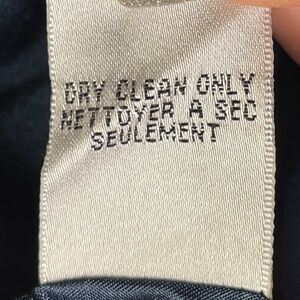 DRY CLEAN ONLY
NETTOYER A SEC
SEULEMENT